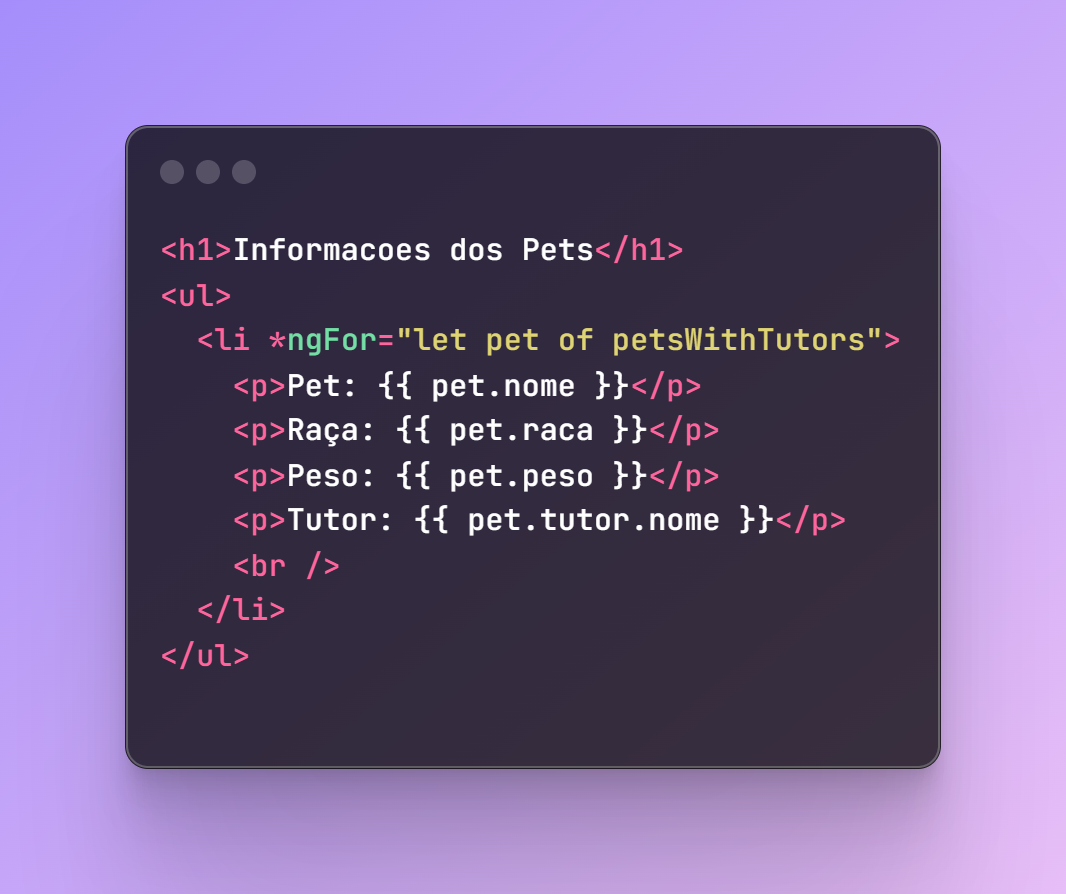 <h1>Informacoes dos Pets</h1>
<ul>
  <li *ngFor="let pet of petsWithTutors">
    <p>Pet: {{ pet.nome }}</p>
    <p>Raça: {{ pet.raca }}</p>
    <p>Peso: {{ pet.peso }}</p>
    <p>Tutor: {{ pet.tutor.nome }}</p>
    <br />
  </li>
</ul>